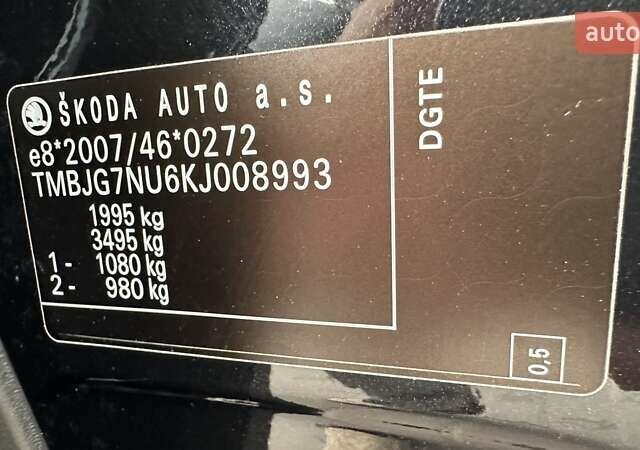 auto
ŠKODA AUTO a.s.
e8*2007/46*0272
TMBJG7NU6KJ008993
1995 kg
3495 kg
1- 1080 kg
2- 980 kg
DGTE
0,5